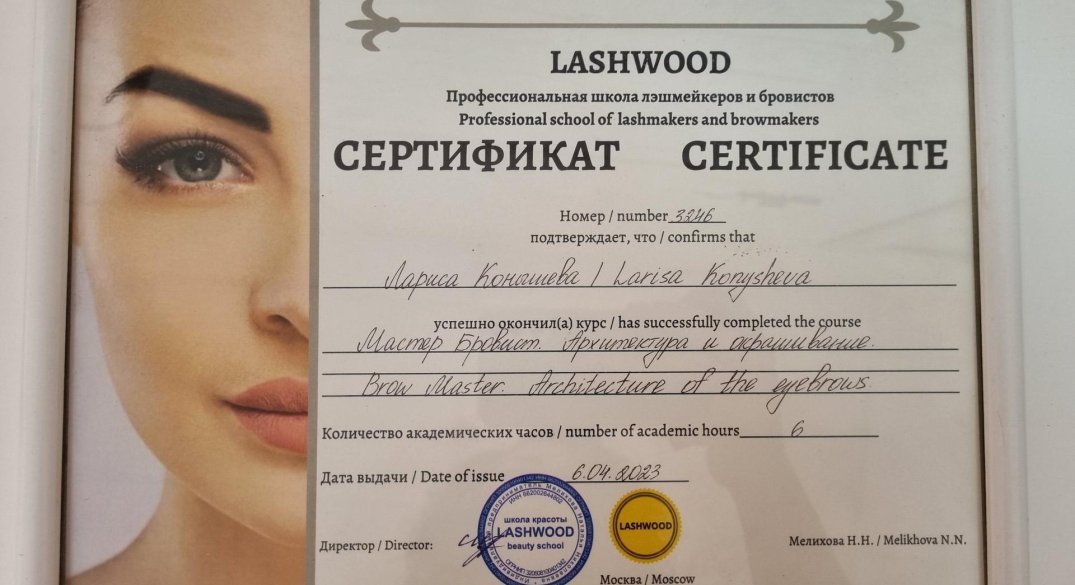 LASHWOOD
Профессиональная школа лэшмейкеров и бровистов
Professional school of lashmakers and browmakers
СЕРТИФИКАТ CERTIFICATE
Номер / number 3246
подтверждает, что / confirms that
Лариса Конышева / Larisa Konysheva
успешно окончил(а) курс / has successfully completed the course
Мастер Бровист. Архитектура и окрашивание.
Brow Master. Architecture of the eyebrows.
Количество академических часов / number of academic hours 6
Дата выдачи / Date of issue 6.04.2023
школа красоты
LASHWOOD
beauty school
LASHWOOD
Директор / Director:
Мелихова Н.Н. / Melikhova N.N.
Москва / Moscow